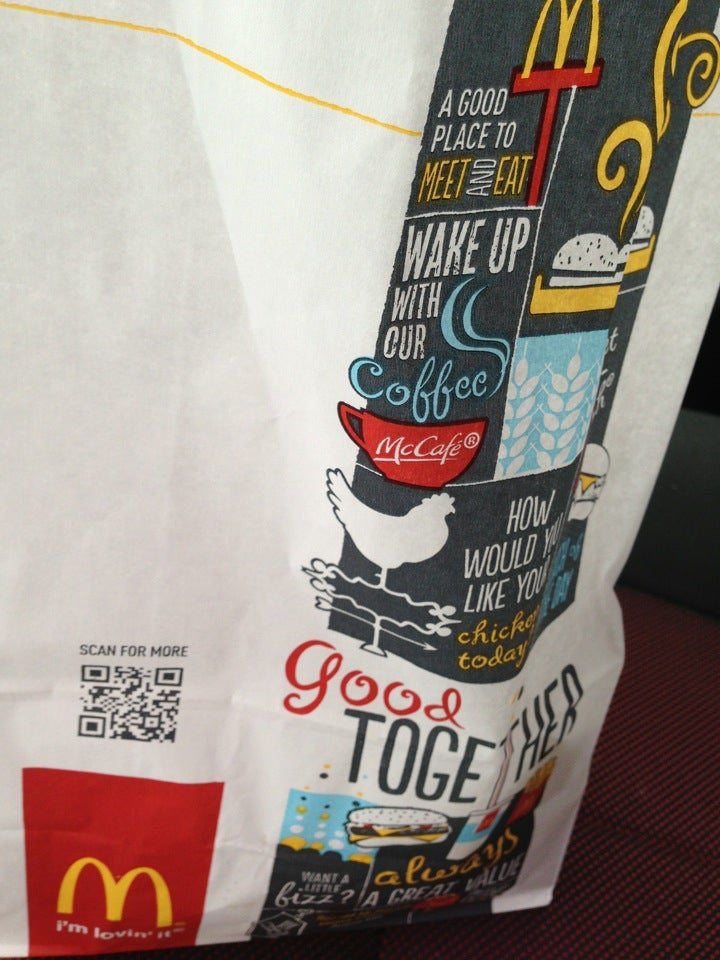 A GOOD
PLACE TO
MEET AND EAT
WAKE UP
WITH
OUR
Coffee
McCafé®
HOW
WOULD
LIKE
chicken
today
SCAN FOR MORE
good
TOGETHER
WANT A
LITTLE
fizz?
always
A GREAT VALUE
i'm lovin' it